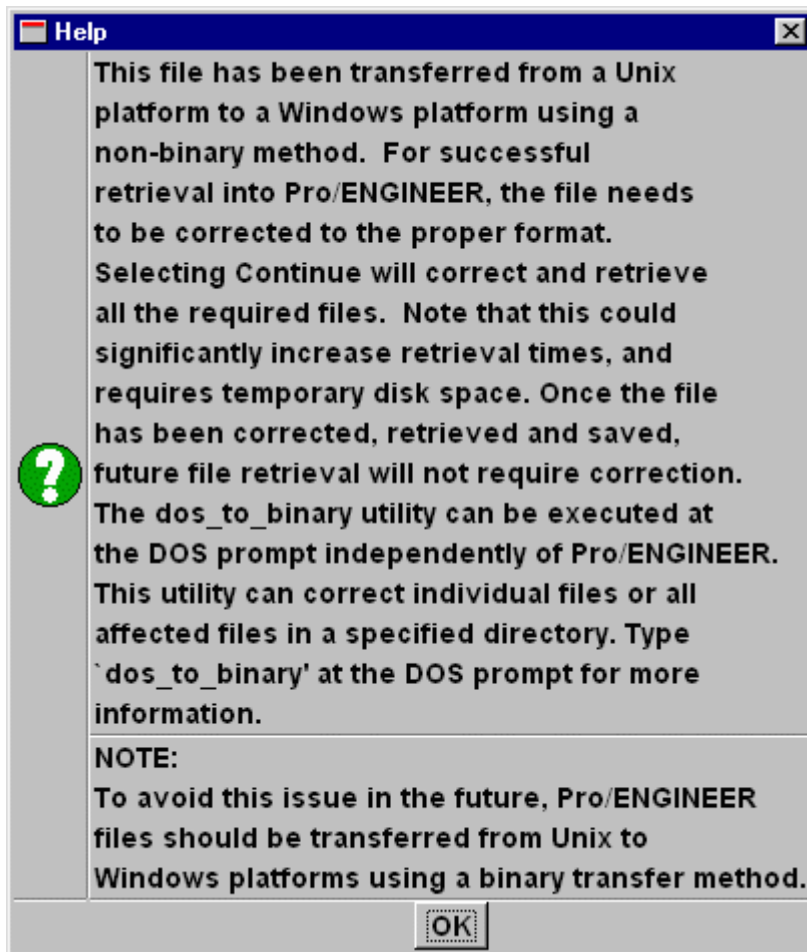 Help
This file has been transferred from a Unix
platform to a Windows platform using a
non-binary method.  For successful
retrieval into Pro/ENGINEER, the file needs
to be corrected to the proper format.
Selecting Continue will correct and retrieve
all the required files.  Note that this could
significantly increase retrieval times, and
requires temporary disk space. Once the file
has been corrected, retrieved and saved,
future file retrieval will not require correction.
The dos_to_binary utility can be executed at
the DOS prompt independently of Pro/ENGINEER.
This utility can correct individual files or all
affected files in a specified directory. Type
`dos_to_binary' at the DOS prompt for more
information.
NOTE:
To avoid this issue in the future, Pro/ENGINEER
files should be transferred from Unix to
Windows platforms using a binary transfer method.
OK